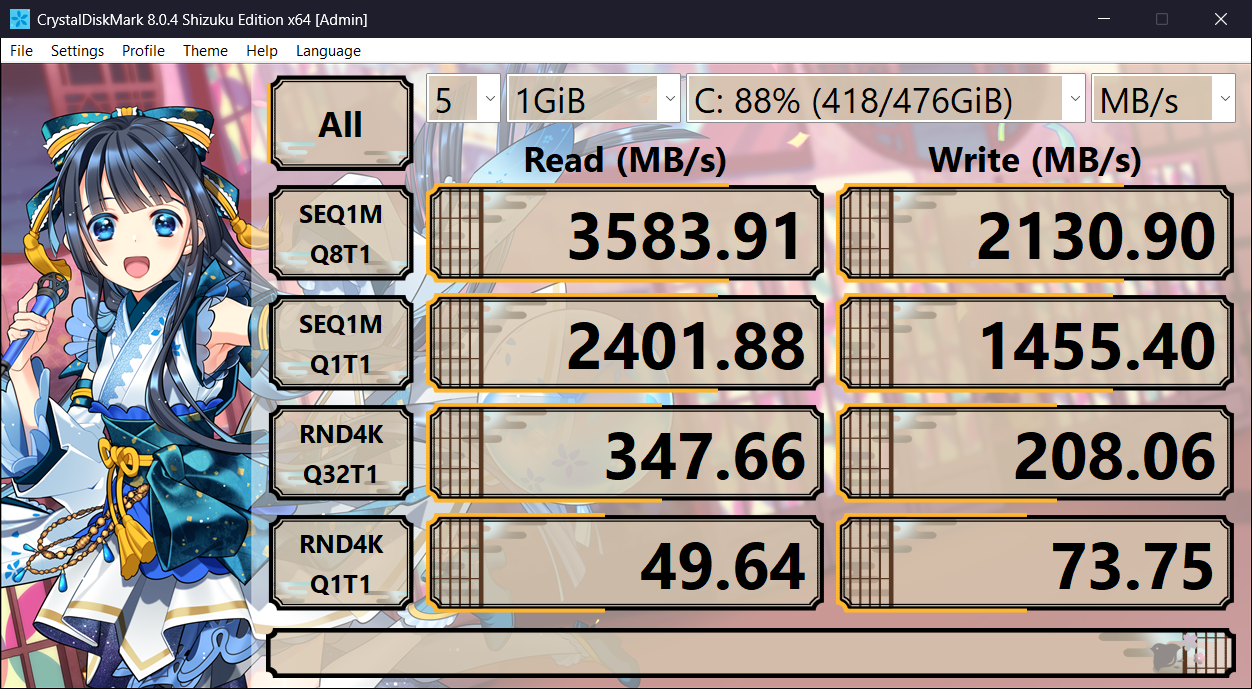 CrystalDiskMark 8.0.4 Shizuku Edition x64 [Admin]
File Settings Profile Theme Help Language
All 5 1GiB C: 88% (418/476GiB) MB/s
Read (MB/s) Write (MB/s)
SEQ1M
Q8T1
3583.91 2130.90
SEQ1M
Q1T1
2401.88 1455.40
RND4K
Q32T1
347.66 208.06
RND4K
Q1T1
49.64 73.75